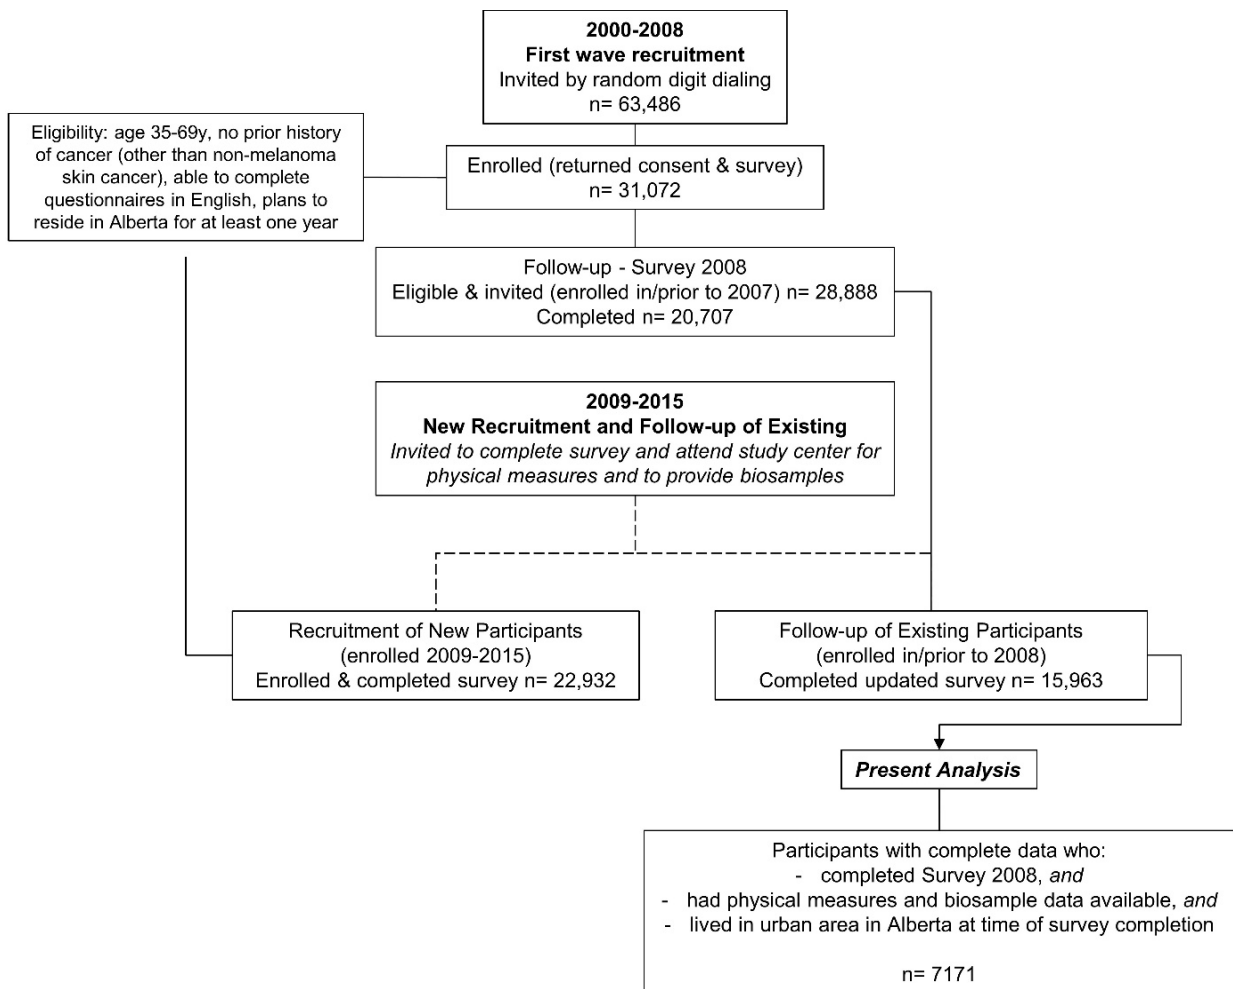 2000-2008
First wave recruitment
Invited by random digit dialing
n= 63,486
Eligibility: age 35-69y, no prior history
of cancer (other than non-melanoma
skin cancer), able to complete
questionnaires in English, plans to
reside in Alberta for at least one year
Enrolled (returned consent & survey)
n= 31,072
Follow-up - Survey 2008
Eligible & invited (enrolled in/prior to 2007) n= 28,888
Completed n= 20,707
2009-2015
New Recruitment and Follow-up of Existing
Invited to complete survey and attend study center for
physical measures and to provide biosamples
Recruitment of New Participants
(enrolled 2009-2015)
Enrolled & completed survey n= 22,932
Follow-up of Existing Participants
(enrolled in/prior to 2008)
Completed updated survey n= 15,963
Present Analysis
Participants with complete data who:
- completed Survey 2008, and
- had physical measures and biosample data available, and
- lived in urban area in Alberta at time of survey completion
n= 7171